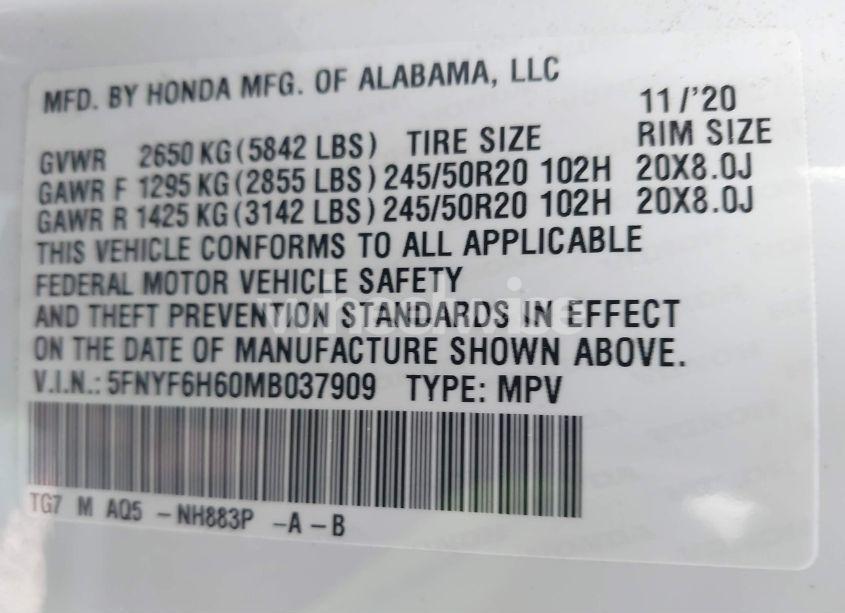 MFD. BY HONDA MFG. OF ALABAMA, LLC
11/'20
GVWR 2650 KG (5842 LBS) TIRE SIZE RIM SIZE
GAWR F 1295 KG (2855 LBS) 245/50R20 102H 20X8.0J
GAWR R 1425 KG (3142 LBS) 245/50R20 102H 20X8.0J
THIS VEHICLE CONFORMS TO ALL APPLICABLE
FEDERAL MOTOR VEHICLE SAFETY
AND THEFT PREVENTION STANDARDS IN EFFECT
ON THE DATE OF MANUFACTURE SHOWN ABOVE.
V.I.N.: 5FNYF6H60MB037909 TYPE: MPV
TG7 M AQ5 -NH883P -A-B